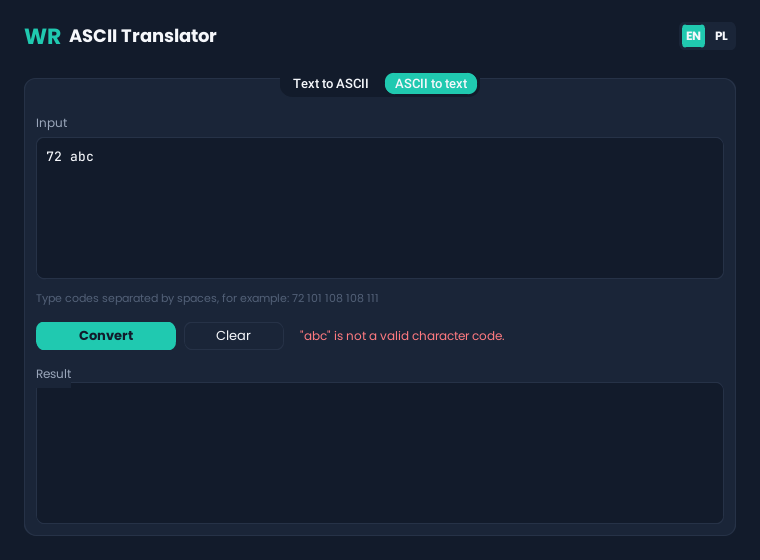 WR ASCII Translator
EN PL
Text to ASCII ASCII to text
Input
72 abc
Type codes separated by spaces, for example: 72 101 108 108 111
Convert Clear "abc" is not a valid character code.
Result